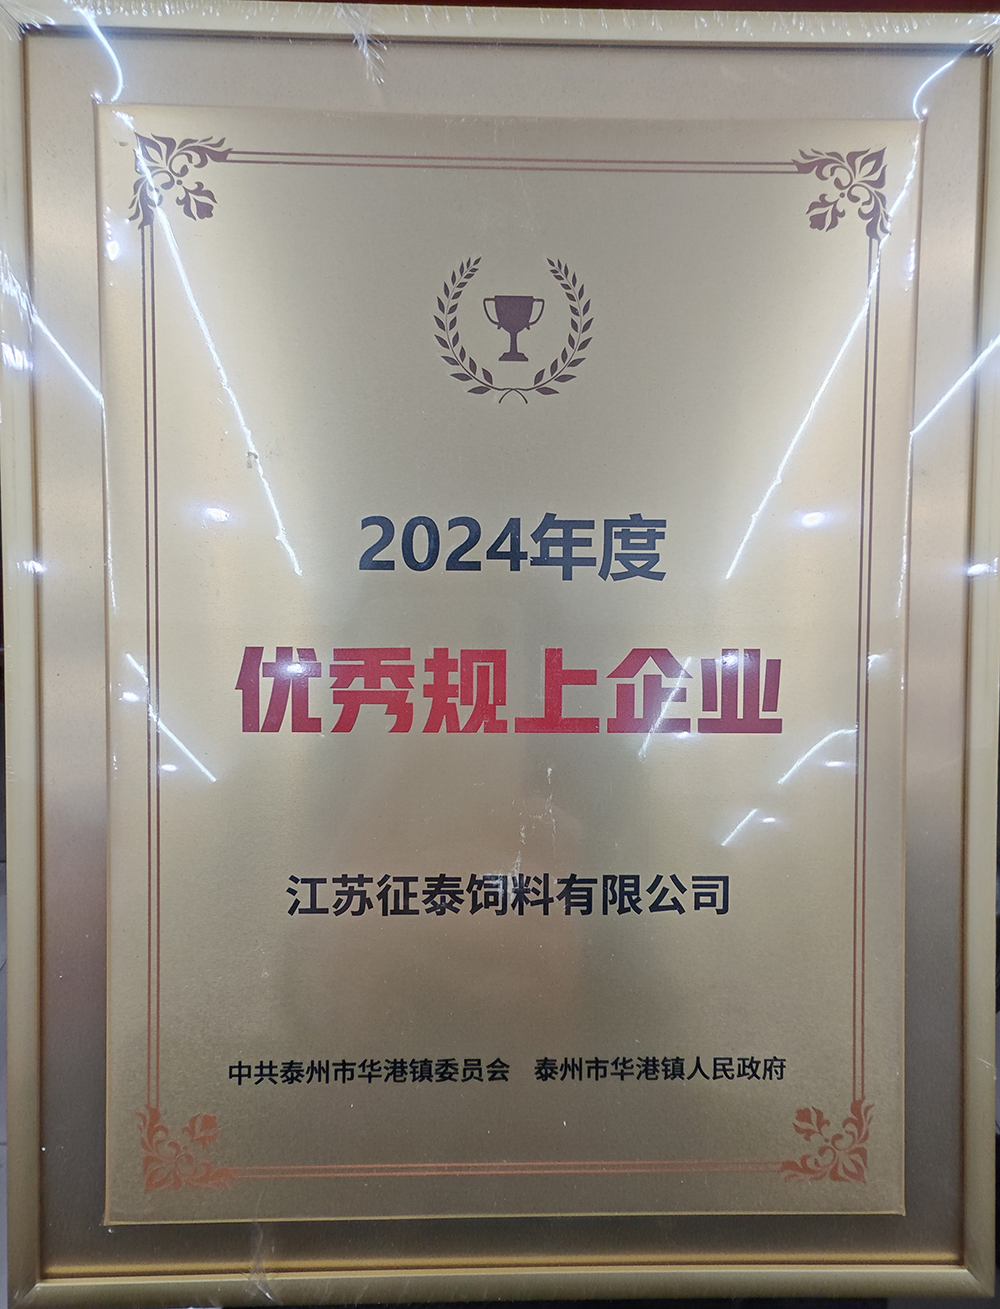 2024年度
优秀规上企业
江苏征泰饲料有限公司
中共泰州市华港镇委员会 泰州市华港镇人民政府